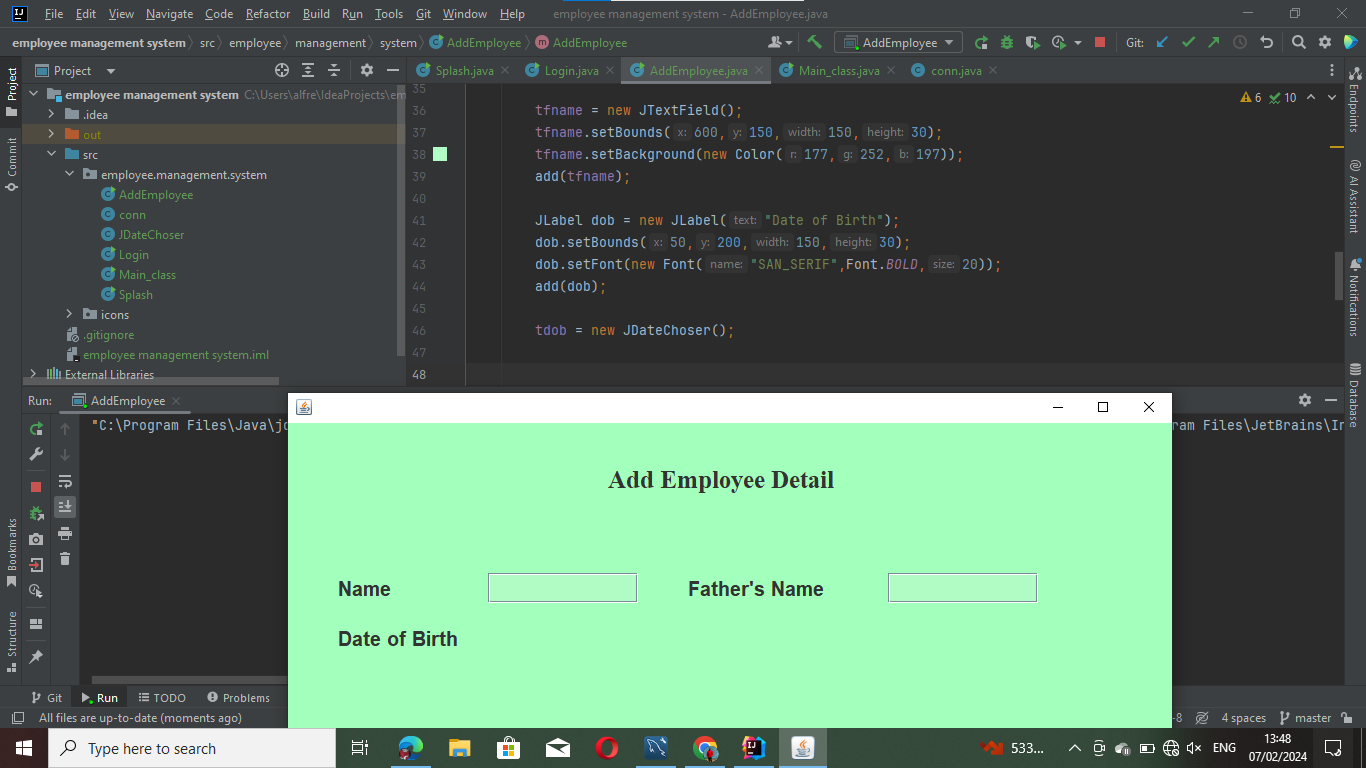 File Edit View Navigate Code Refactor Build Run Tools Git Window Help employee management system - AddEmployee.java
employee management system src employee management system AddEmployee AddEmployee AddEmployee Git:
Project Splash.java Login.java AddEmployee.java Main_class.java conn.java
employee management system C:\Users\alfre\IdeaProjects\em
.idea
out
src
employee.management.system
AddEmployee
conn
JDateChoser
Login
Main_class
Splash
icons
.gitignore
employee management system.iml
External Libraries
Project
Commit
Bookmarks
Structure
35
6 10
36 tfname = new JTextField();
37 tfname.setBounds( x: 600, y: 150, width: 150, height: 30);
38 tfname.setBackground(new Color( r: 177, g: 252, b: 197));
39 add(tfname);
40
41 JLabel dob = new JLabel( text: "Date of Birth");
42 dob.setBounds( x: 50, y: 200, width: 150, height: 30);
43 dob.setFont(new Font( name: "SAN_SERIF",Font.BOLD, size: 20));
44 add(dob);
45
46 tdob = new JDateChoser();
47
48
Endpoints
AI Assistant
Notifications
Database
Run: AddEmployee
"C:\Program Files\Java\jd
ram Files\JetBrains\In
Add Employee Detail
Name Father's Name
Date of Birth
Git Run TODO Problems
All files are up-to-date (moments ago) -8 4 spaces master
Type here to search 533... ENG 13:48
07/02/2024